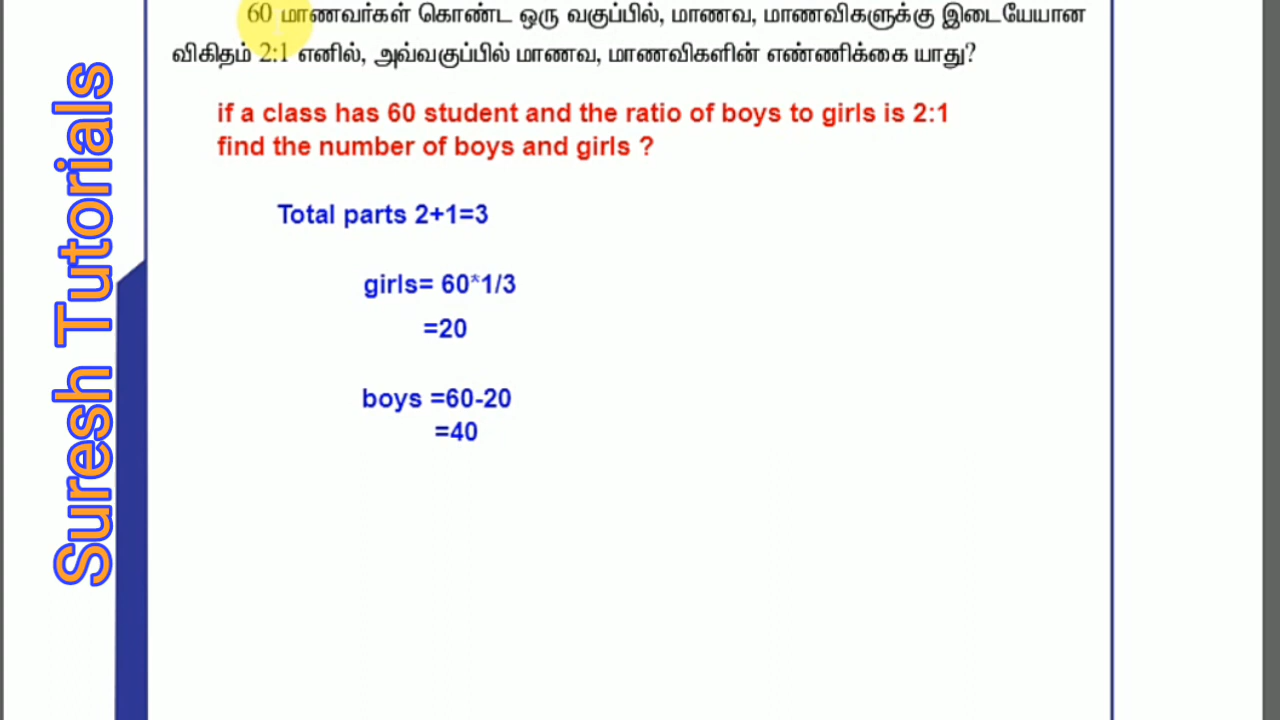 60 மாணவர்கள் கொண்ட ஒரு வகுப்பில், மாணவ, மாணவிகளுக்கு இடையேயான
விகிதம் 2:1 எனில், அவ்வகுப்பில் மாணவ, மாணவிகளின் எண்ணிக்கை யாது?
if a class has 60 student and the ratio of boys to girls is 2:1
find the number of boys and girls ?
Total parts 2+1=3
girls= 60*1/3
=20
boys =60-20
=40
Suresh Tutorials